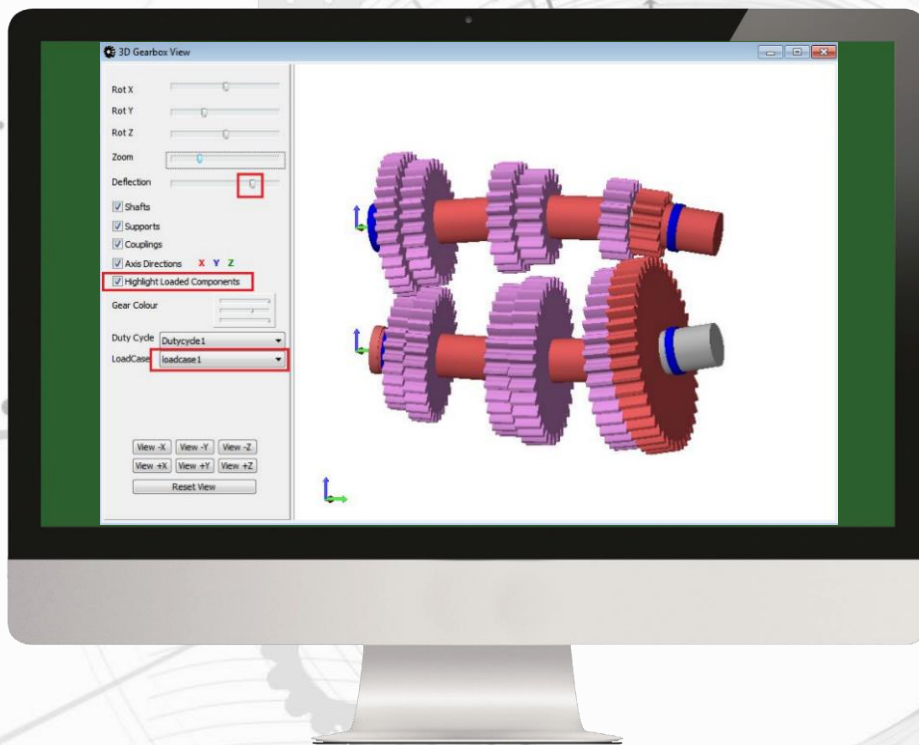 3D Gearbox View
Rot X
Rot Y
Rot Z
Zoom
Deflection
Shafts
Supports
Couplings
Axis Directions X Y Z
Highlight Loaded Components
Gear Colour
Duty Cycle Dutycycle1
LoadCase loadcase1
View -X View -Y View -Z
View +X View +Y View +Z
Reset View